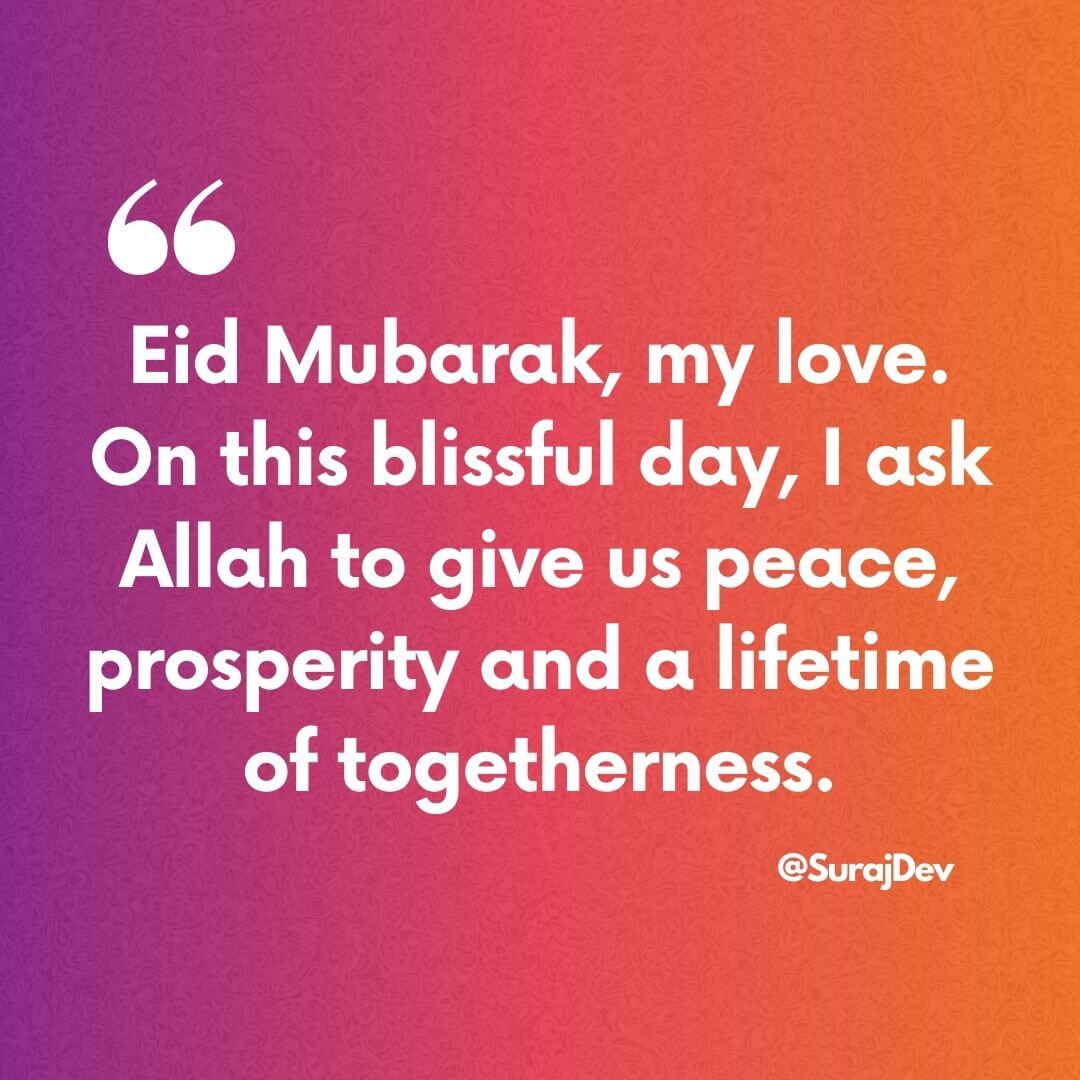 “
Eid Mubarak, my love.
On this blissful day, I ask
Allah to give us peace,
prosperity and a lifetime
of togetherness.
@SurajDev